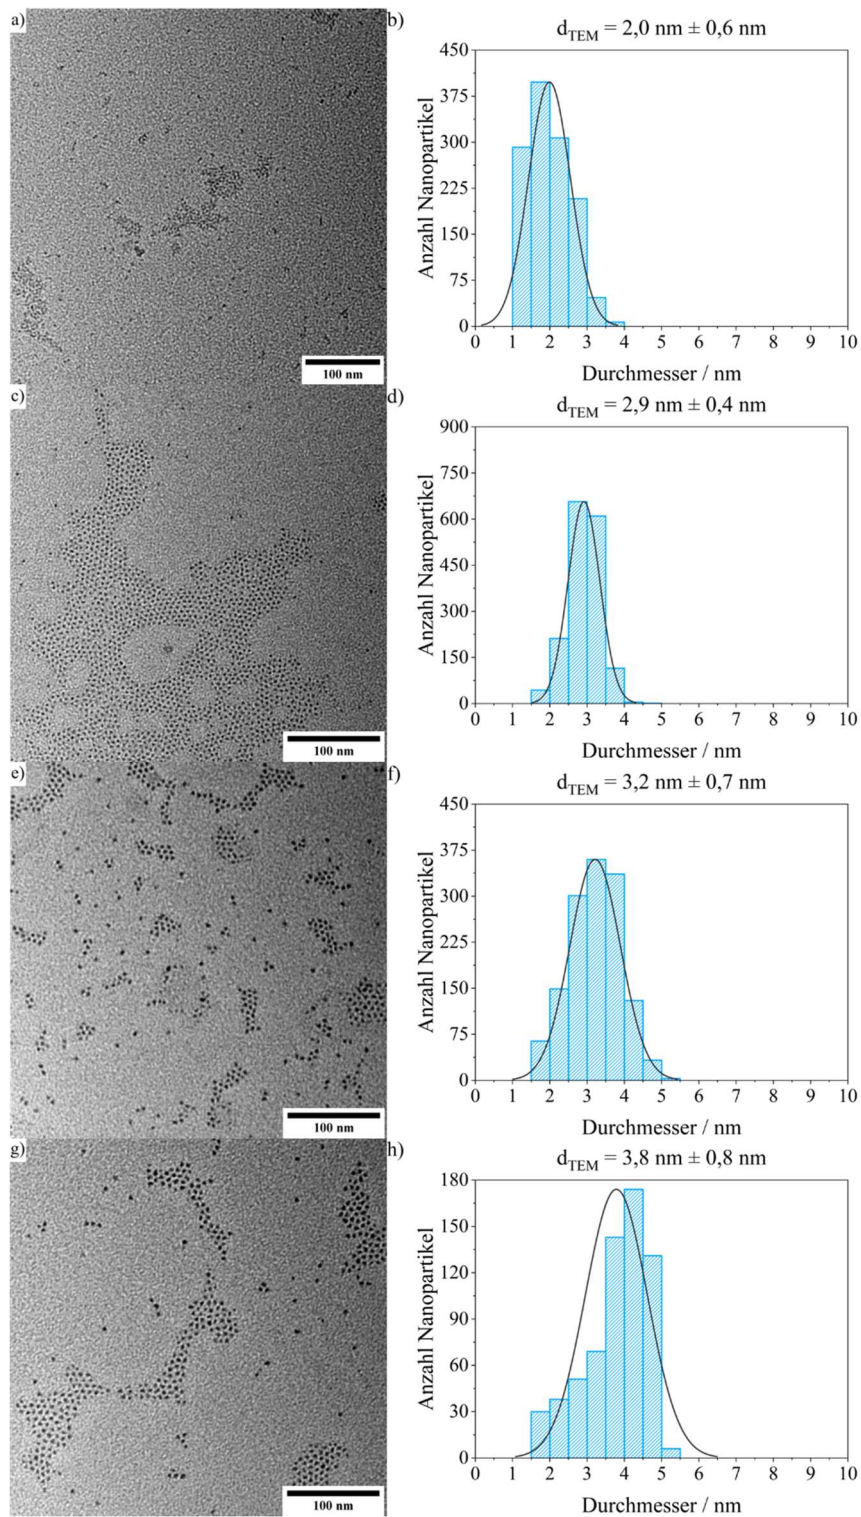 a)
100 nm
b)
d_TEM = 2,0 nm ± 0,6 nm
Anzahl Nanopartikel
450
375
300
225
150
75
0
0 1 2 3 4 5 6 7 8 9 10
Durchmesser / nm
c)
100 nm
d)
d_TEM = 2,9 nm ± 0,4 nm
Anzahl Nanopartikel
900
750
600
450
300
150
0
0 1 2 3 4 5 6 7 8 9 10
Durchmesser / nm
e)
100 nm
f)
d_TEM = 3,2 nm ± 0,7 nm
Anzahl Nanopartikel
450
375
300
225
150
75
0
0 1 2 3 4 5 6 7 8 9 10
Durchmesser / nm
g)
100 nm
h)
d_TEM = 3,8 nm ± 0,8 nm
Anzahl Nanopartikel
180
150
120
90
60
30
0
0 1 2 3 4 5 6 7 8 9 10
Durchmesser / nm